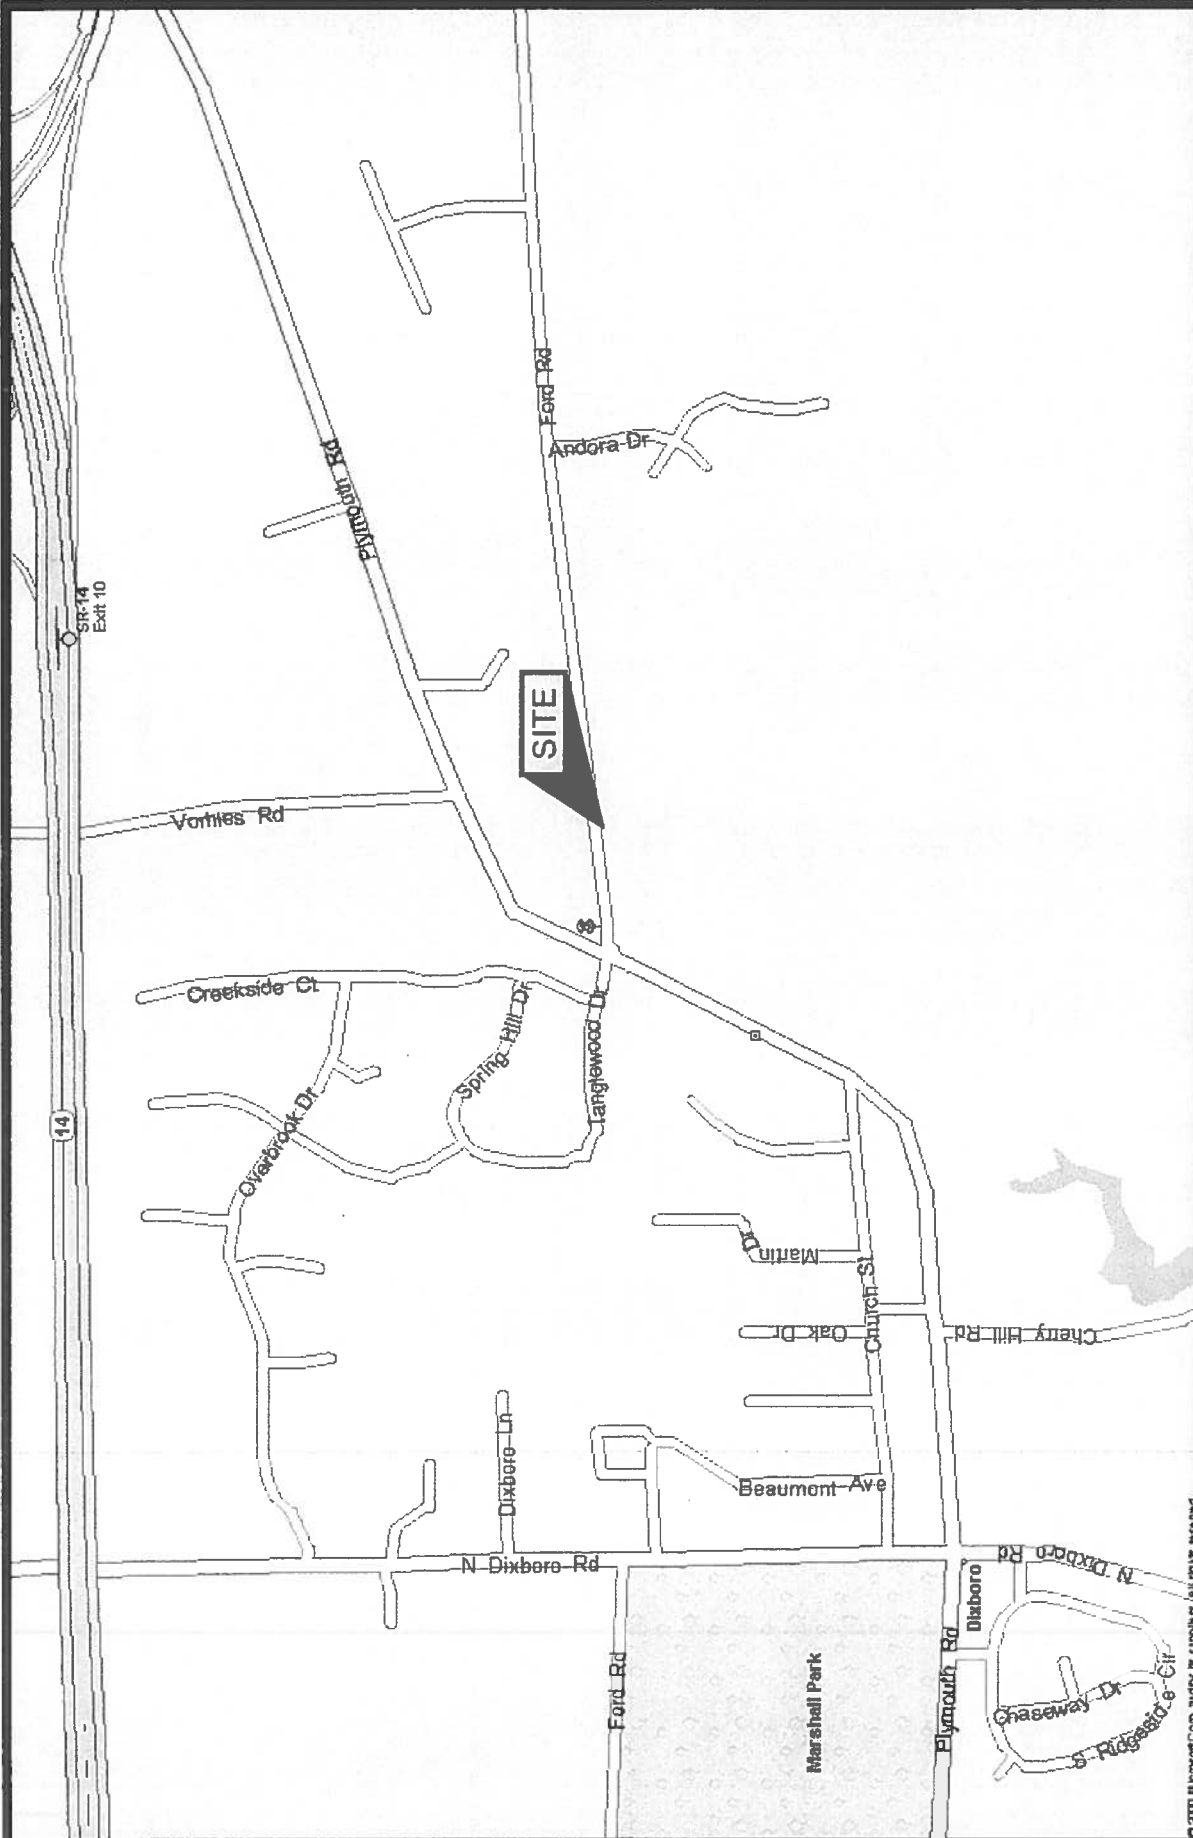 SR-14
Exit 10
14
Plymouth Rd
Ford Rd
Andora Dr
SITE
Vorhies Rd
Creekside Ct
Spring Hill Dr
Tanglewood Dr
Overbrook Dr
Martin Dr
Church St
Oak Dr
Cherry Hill Rd
Dixboro Ln
Beaumont Ave
N Dixboro Rd
N Dixboro Rd
Dixboro
Ford Rd
Marshall Park
Plymouth Rd
Chaseway Dr
S Ridgeside Cir